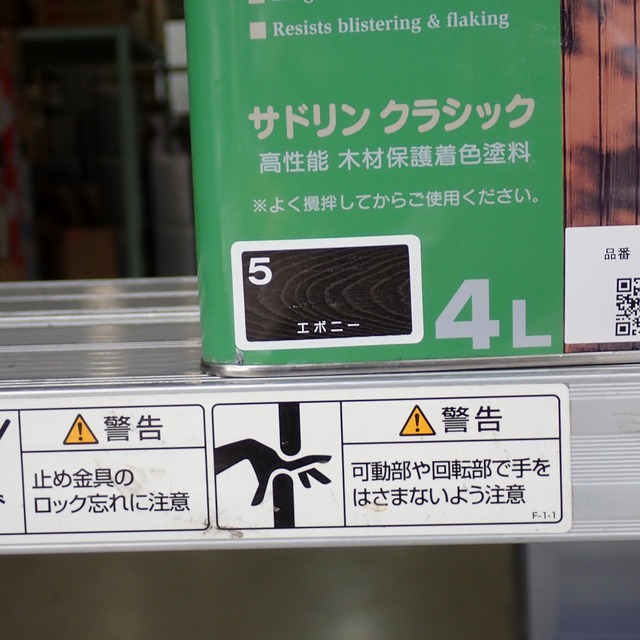 Resists blistering & flaking
サドリン クラシック
高性能 木材保護着色塗料
※よく攪拌してからご使用ください。
5
エボニー
4L
品番
警告
止め金具の
ロック忘れに注意
警告
可動部や回転部で手を
はさまないよう注意
F-1-1